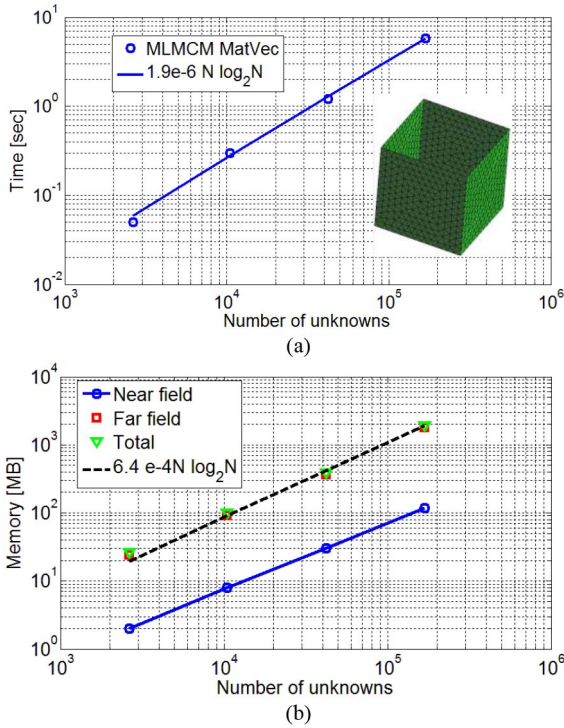 10^1
MLMCM MatVec
1.9e-6 N log_2N
10^0
Time [sec]
10^-1
10^-2
10^3 10^4 10^5 10^6
Number of unknowns
(a)
10^4
Near field
Far field
Total
10^3
6.4 e-4N log_2N
Memory [MB]
10^2
10^1
10^0
10^3 10^4 10^5 10^6
Number of unknowns
(b)